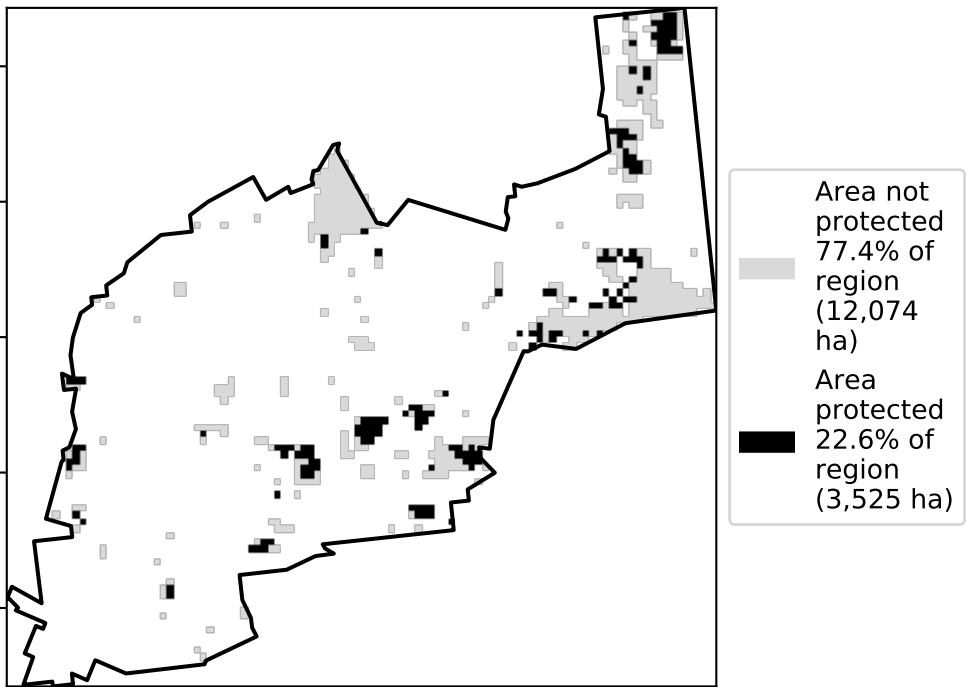 Area not
protected
77.4% of
region
(12,074
ha)
Area
protected
22.6% of
region
(3,525 ha)